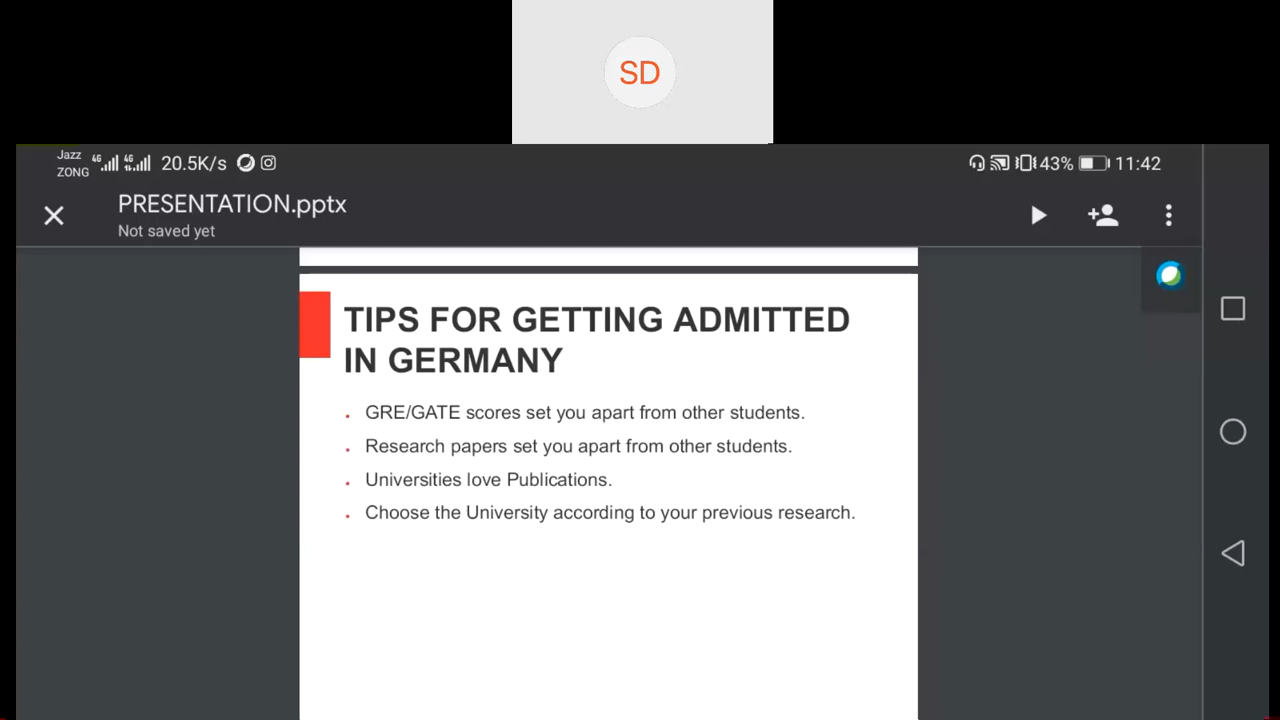 SD
Jazz
ZONG
4G 4G 20.5K/s 43% 11:42
PRESENTATION.pptx
Not saved yet
TIPS FOR GETTING ADMITTED
IN GERMANY
. GRE/GATE scores set you apart from other students.
. Research papers set you apart from other students.
. Universities love Publications.
. Choose the University according to your previous research.